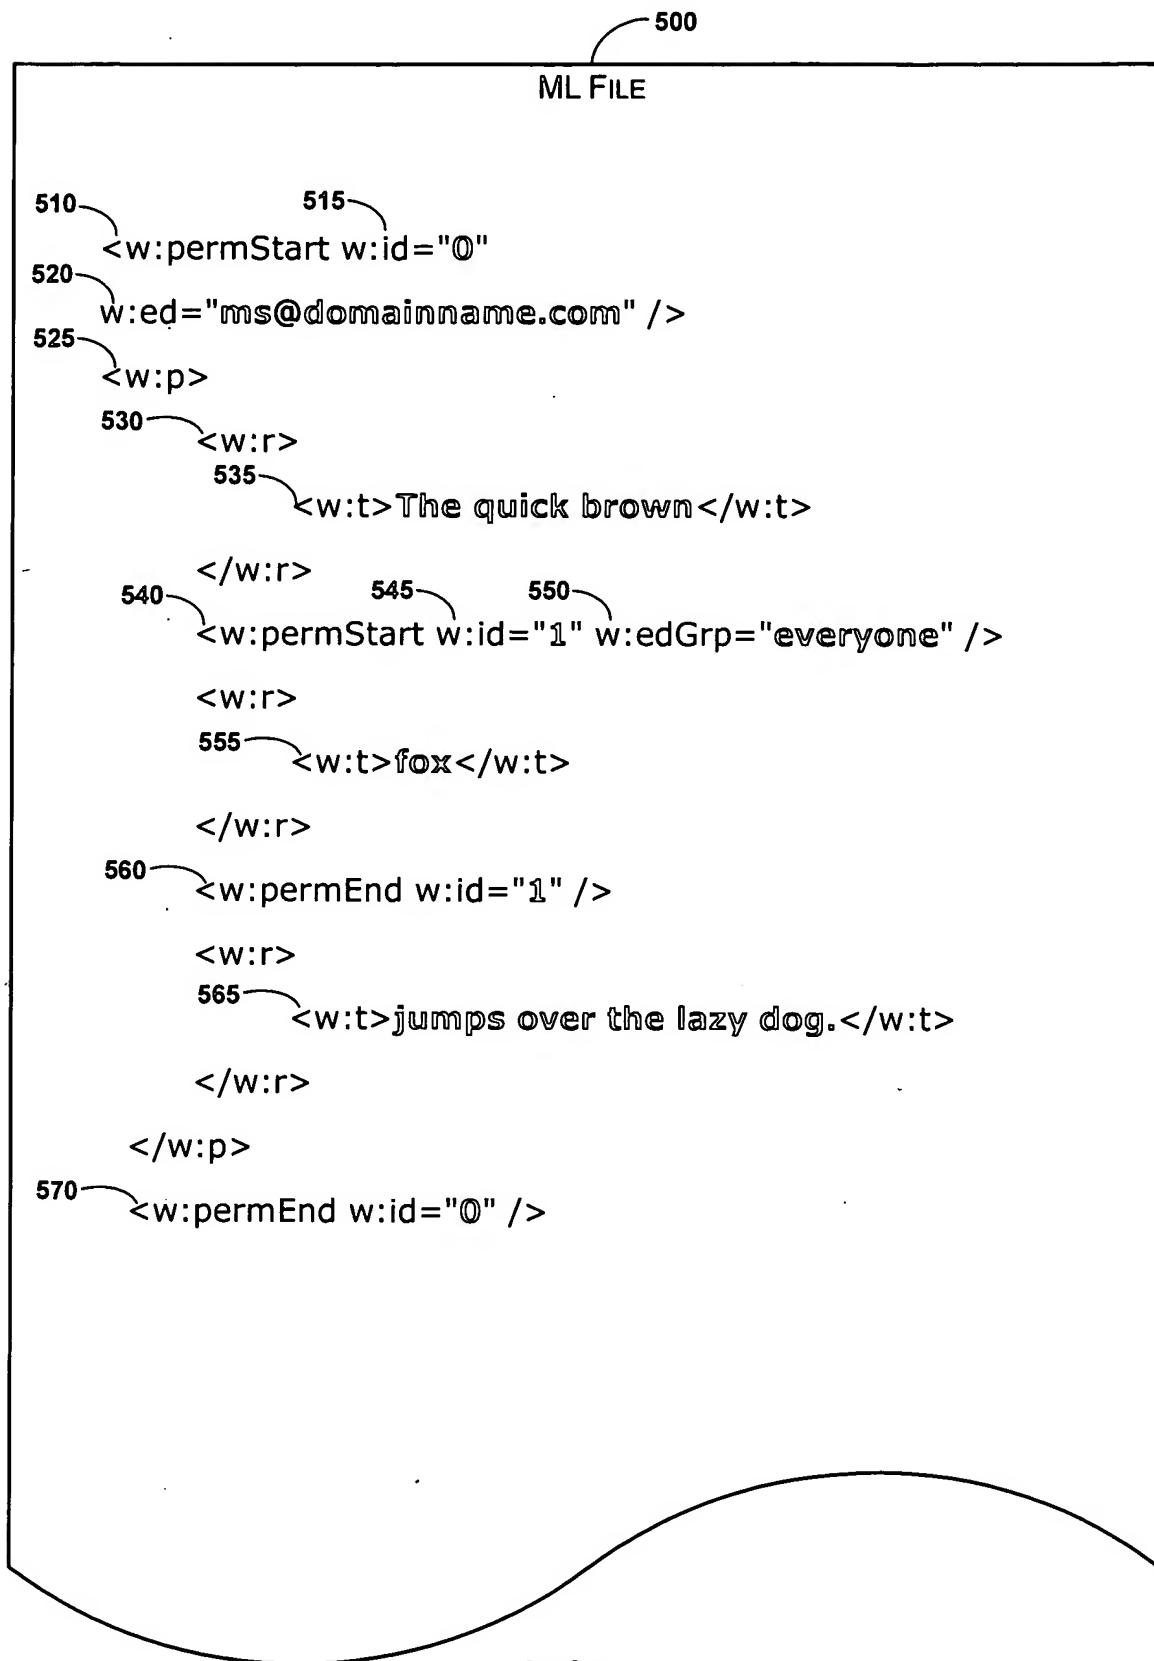 500
ML FILE
510 515
<w:permStart w:id="0"
520
w:ed="ms@domainname.com" />
525
<w:p>
530
<w:r>
535
<w:t>The quick brown</w:t>
</w:r>
540 545 550
<w:permStart w:id="1" w:edGrp="everyone" />
<w:r>
555
<w:t>fox</w:t>
</w:r>
560
<w:permEnd w:id="1" />
<w:r>
565
<w:t>jumps over the lazy dog.</w:t>
</w:r>
</w:p>
570
<w:permEnd w:id="0" />